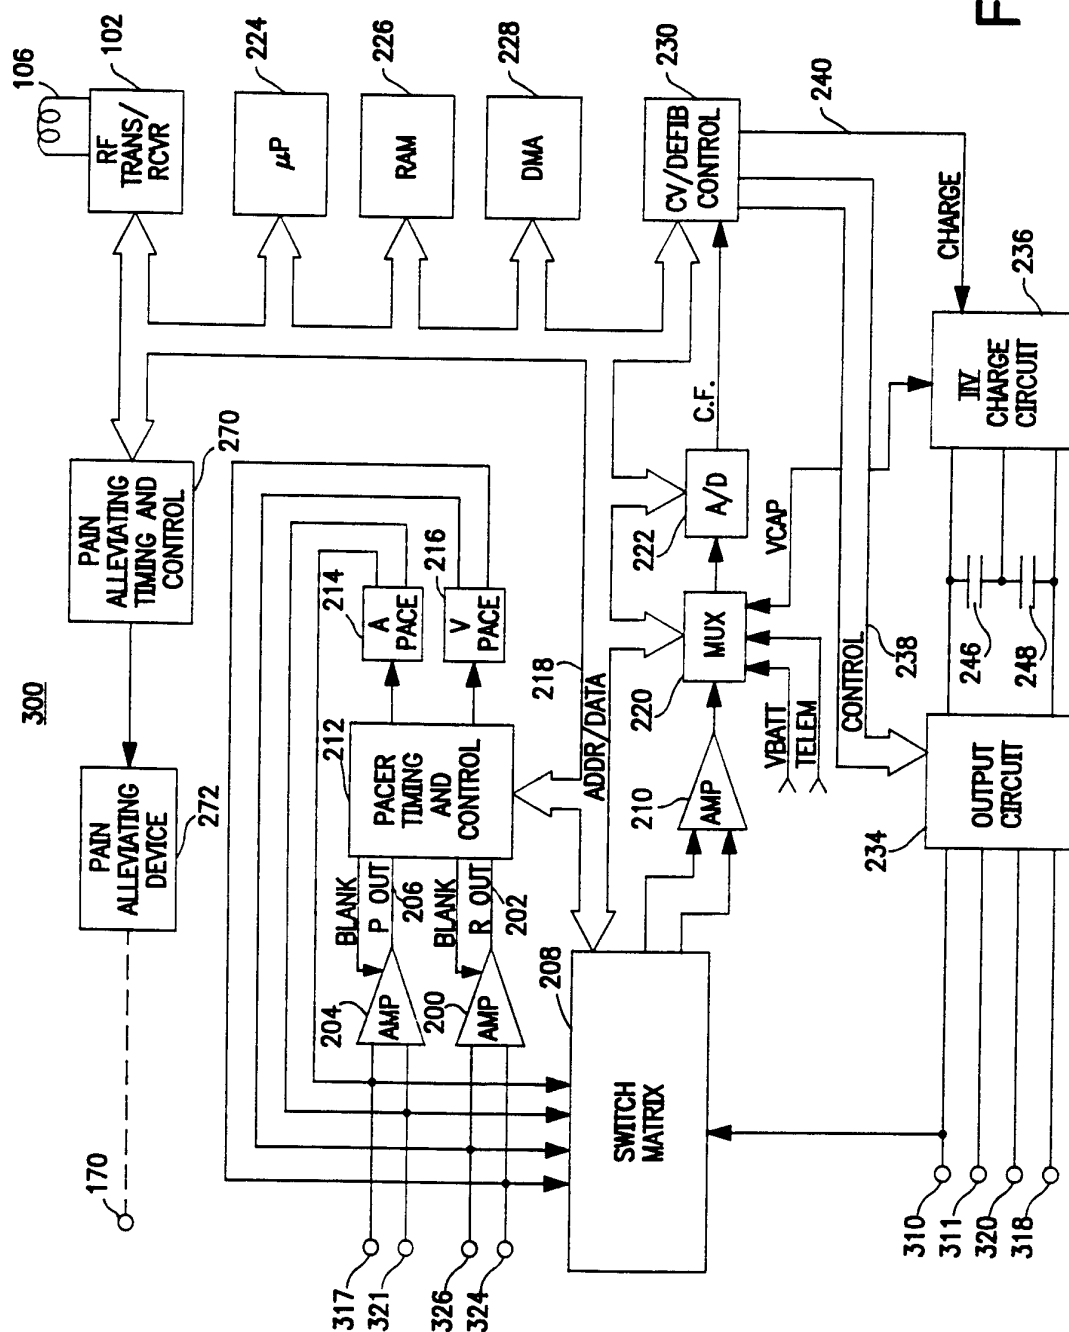 300
106
102
RF
TRANS/
RCVR
224
μP
226
RAM
228
DMA
230
CV/DEFIB
CONTROL
240
CHARGE
236
CHARGE
CIRCUIT
270
PAIN
ALLEVIATING
TIMING AND
CONTROL
272
PAIN
ALLEVIATING
DEVICE
170
214
A
PACE
216
V
PACE
212
PACER
TIMING
AND
CONTROL
BLANK
P OUT
206
BLANK
R OUT
202
204
AMP
200
AMP
317
321
326
324
218
ADDR/DATA
208
SWITCH
MATRIX
210
AMP
220
MUX
222
A/D
C.F.
VCAP
VBATT
TELEM
CONTROL
238
246
248
234
OUTPUT
CIRCUIT
310
311
320
318
F